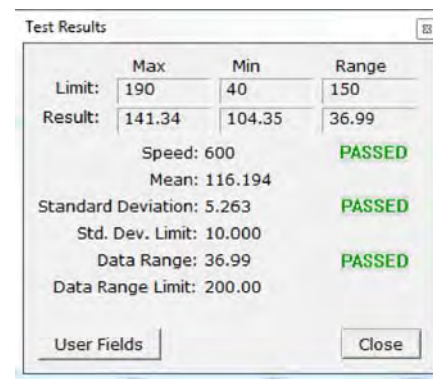 Test Results
Max Min Range
Limit: 190 40 150
Result: 141.34 104.35 36.99
Speed: 600 PASSED
Mean: 116.194
Standard Deviation: 5.263 PASSED
Std. Dev. Limit: 10.000
Data Range: 36.99 PASSED
Data Range Limit: 200.00
User Fields Close